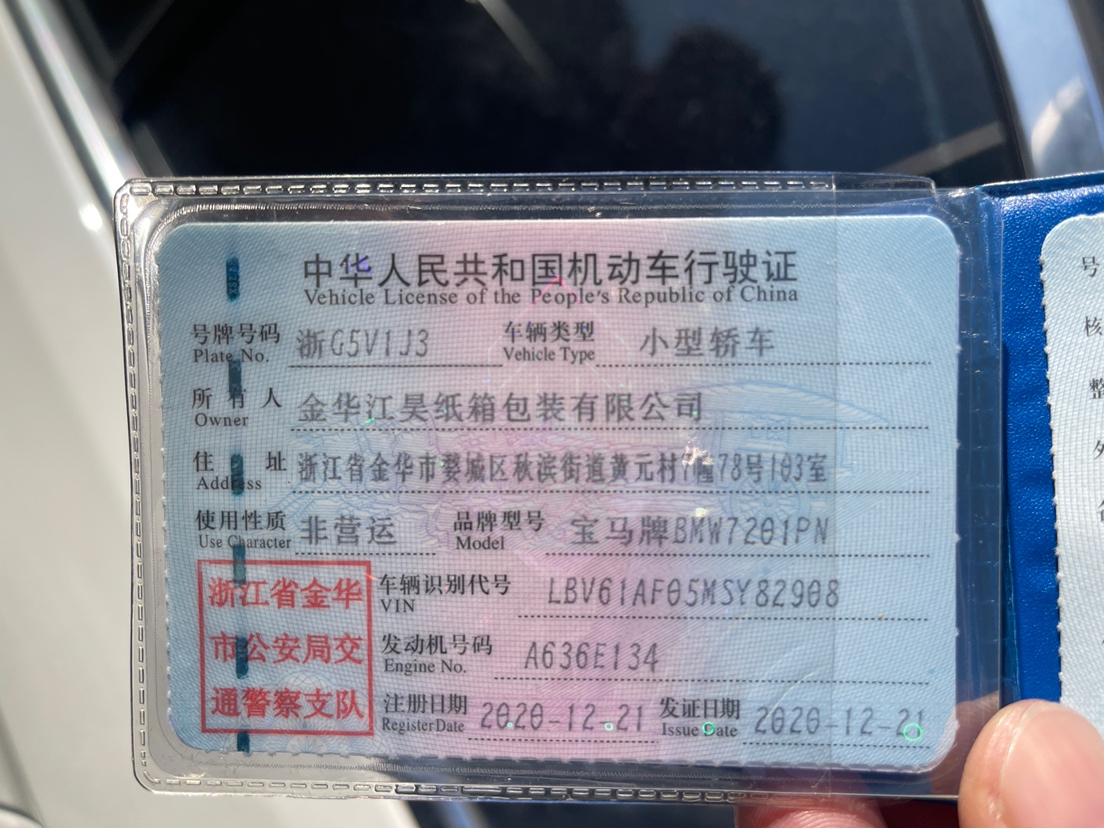 中华人民共和国机动车行驶证
Vehicle License of the People's Republic of China
号牌号码 浙G5V1J3 车辆类型 小型轿车
Plate No. Vehicle Type
所有人 金华江昊纸箱包装有限公司
Owner
住址 浙江省金华市婺城区秋滨街道黄元村1幢78号103室
Address
使用性质 非营运 品牌型号 宝马牌BMW7201PN
Use Character Model
浙江省金华
市公安局交
通警察支队
车辆识别代号 LBV61AF05MSY82908
VIN
发动机号码 A636E134
Engine No.
注册日期 2020-12-21 发证日期 2020-12-21
Register Date Issue Date
号
核
整
外